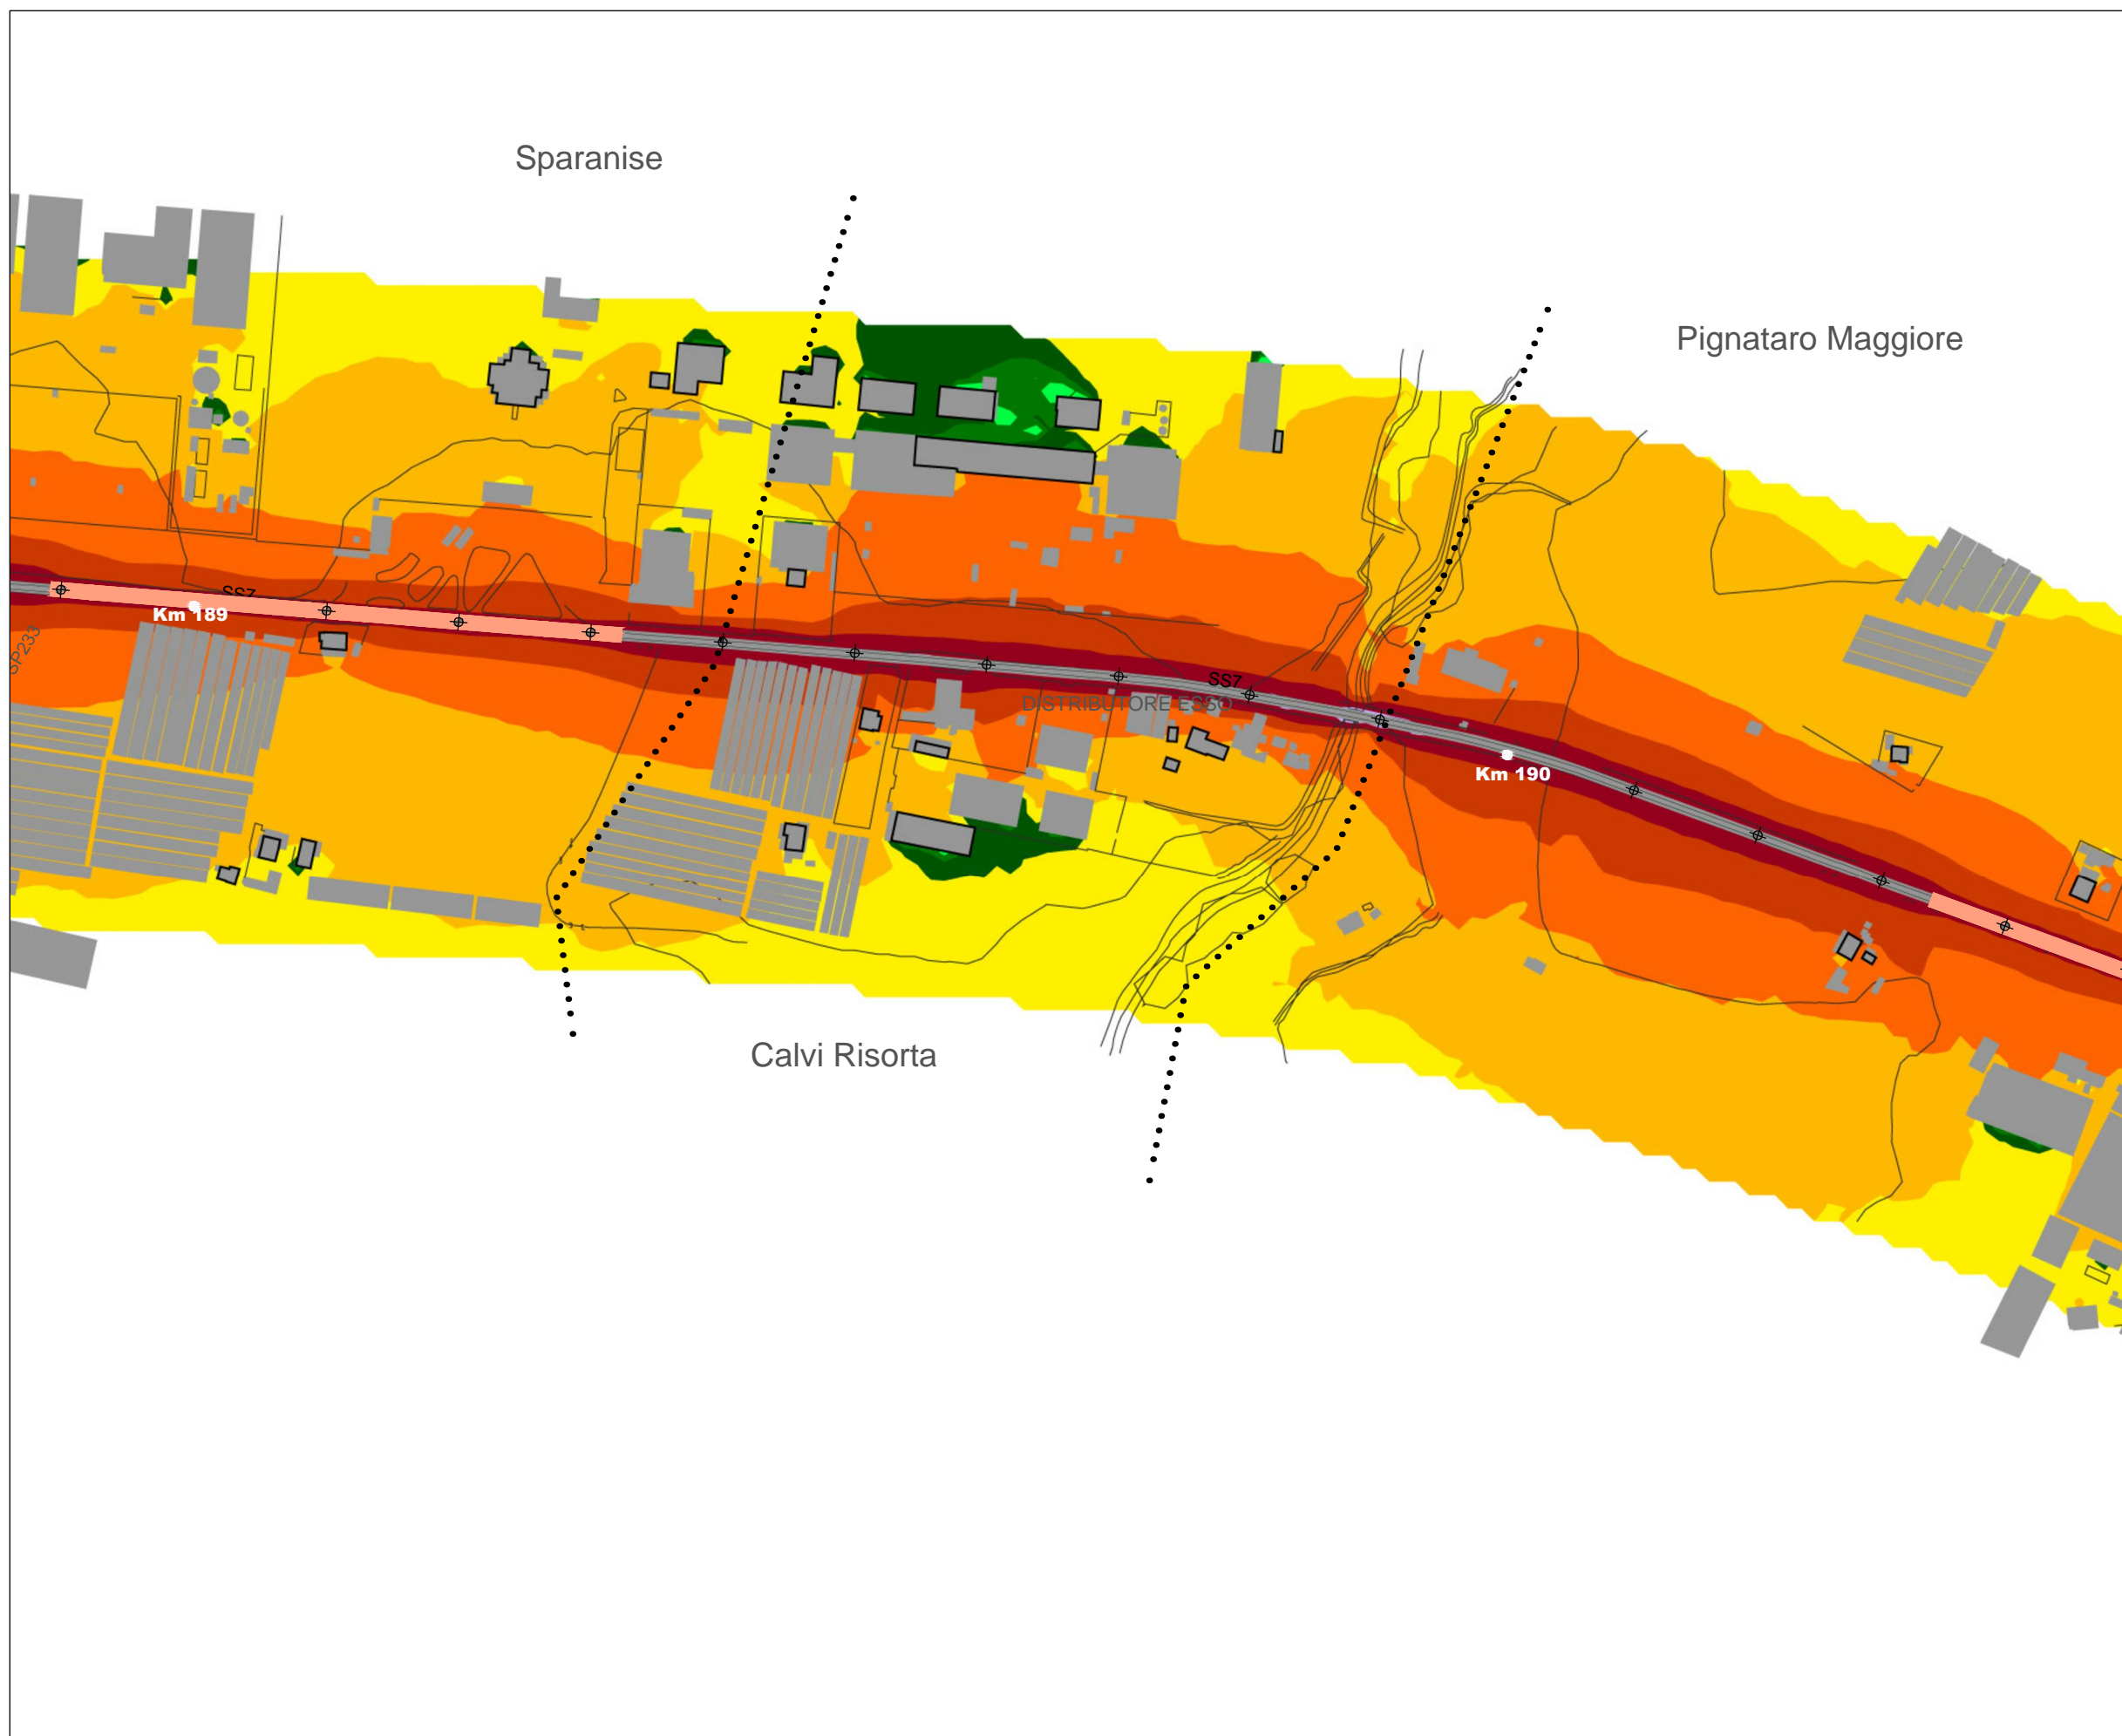 Sparanise
Pignataro Maggiore
SS7
Km 189
SP233
SS7
DISTRIBUTORE ESSO
Km 190
Calvi Risorta